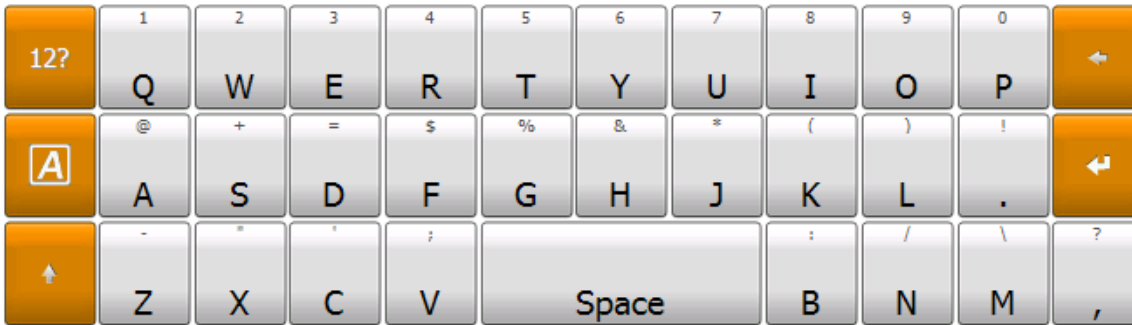 1 2 3 4 5 6 7 8 9 0
12? Q W E R T Y U I O P
@ + = $ % & * ( ) !
A A S D F G H J K L .
- " ' ; : / \ ?
Z X C V Space B N M ,